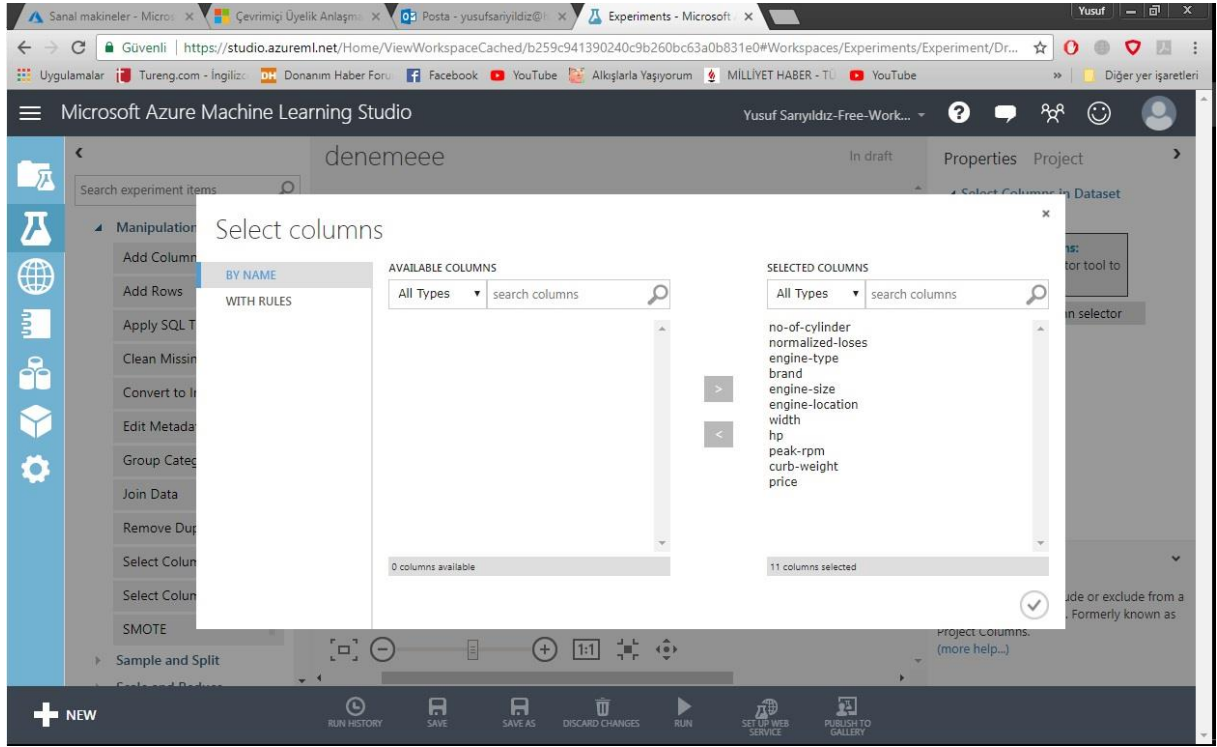 Sanal makineler - Micros
Çevrimiçi Üyelik Anlaşma
Posta - yusufsariyildiz@h
Experiments - Microsoft
Yusuf
Güvenli | https://studio.azureml.net/Home/ViewWorkspaceCached/b259c941390240c9b260bc63a0b831e0#Workspaces/Experiments/Experiment/Dr...
Uygulamalar
Tureng.com - İngilizc
DH Donanım Haber Foru
Facebook
YouTube
Alkışlarla Yaşıyorum
MİLLİYET HABER - TÜ
YouTube
»
Diğer yer işaretleri
Microsoft Azure Machine Learning Studio
Yusuf Sarıyıldız-Free-Work...
denemeee
In draft
Properties Project
Search experiment items
Select Columns in Dataset
Manipulation
Add Column
Add Rows
Apply SQL T
Clean Missin
Convert to In
Edit Metada
Group Categ
Join Data
Remove Dup
Select Colum
Select Colum
SMOTE
Sample and Split
Select columns
BY NAME
WITH RULES
AVAILABLE COLUMNS
All Types
search columns
0 columns available
SELECTED COLUMNS
All Types
search columns
no-of-cylinder
normalized-loses
engine-type
brand
engine-size
engine-location
width
hp
peak-rpm
curb-weight
price
11 columns selected
ns:
tor tool to
n selector
ude or exclude from a
. Formerly known as
Project Columns.
(more help...)
1:1
NEW
RUN HISTORY
SAVE
SAVE AS
DISCARD CHANGES
RUN
SET UP WEB
SERVICE
PUBLISH TO
GALLERY